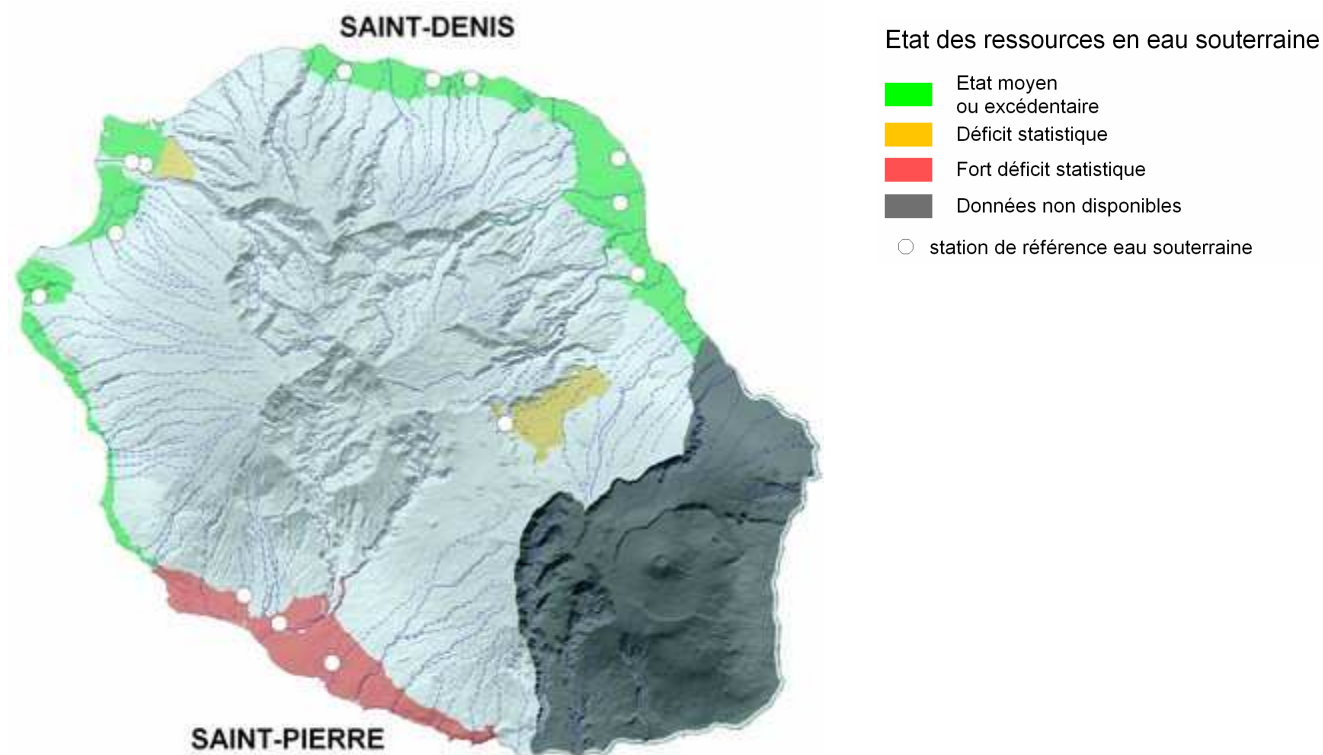 SAINT-DENIS
SAINT-PIERRE
Etat des ressources en eau souterraine
Etat moyen
ou excédentaire
Déficit statistique
Fort déficit statistique
Données non disponibles
station de référence eau souterraine